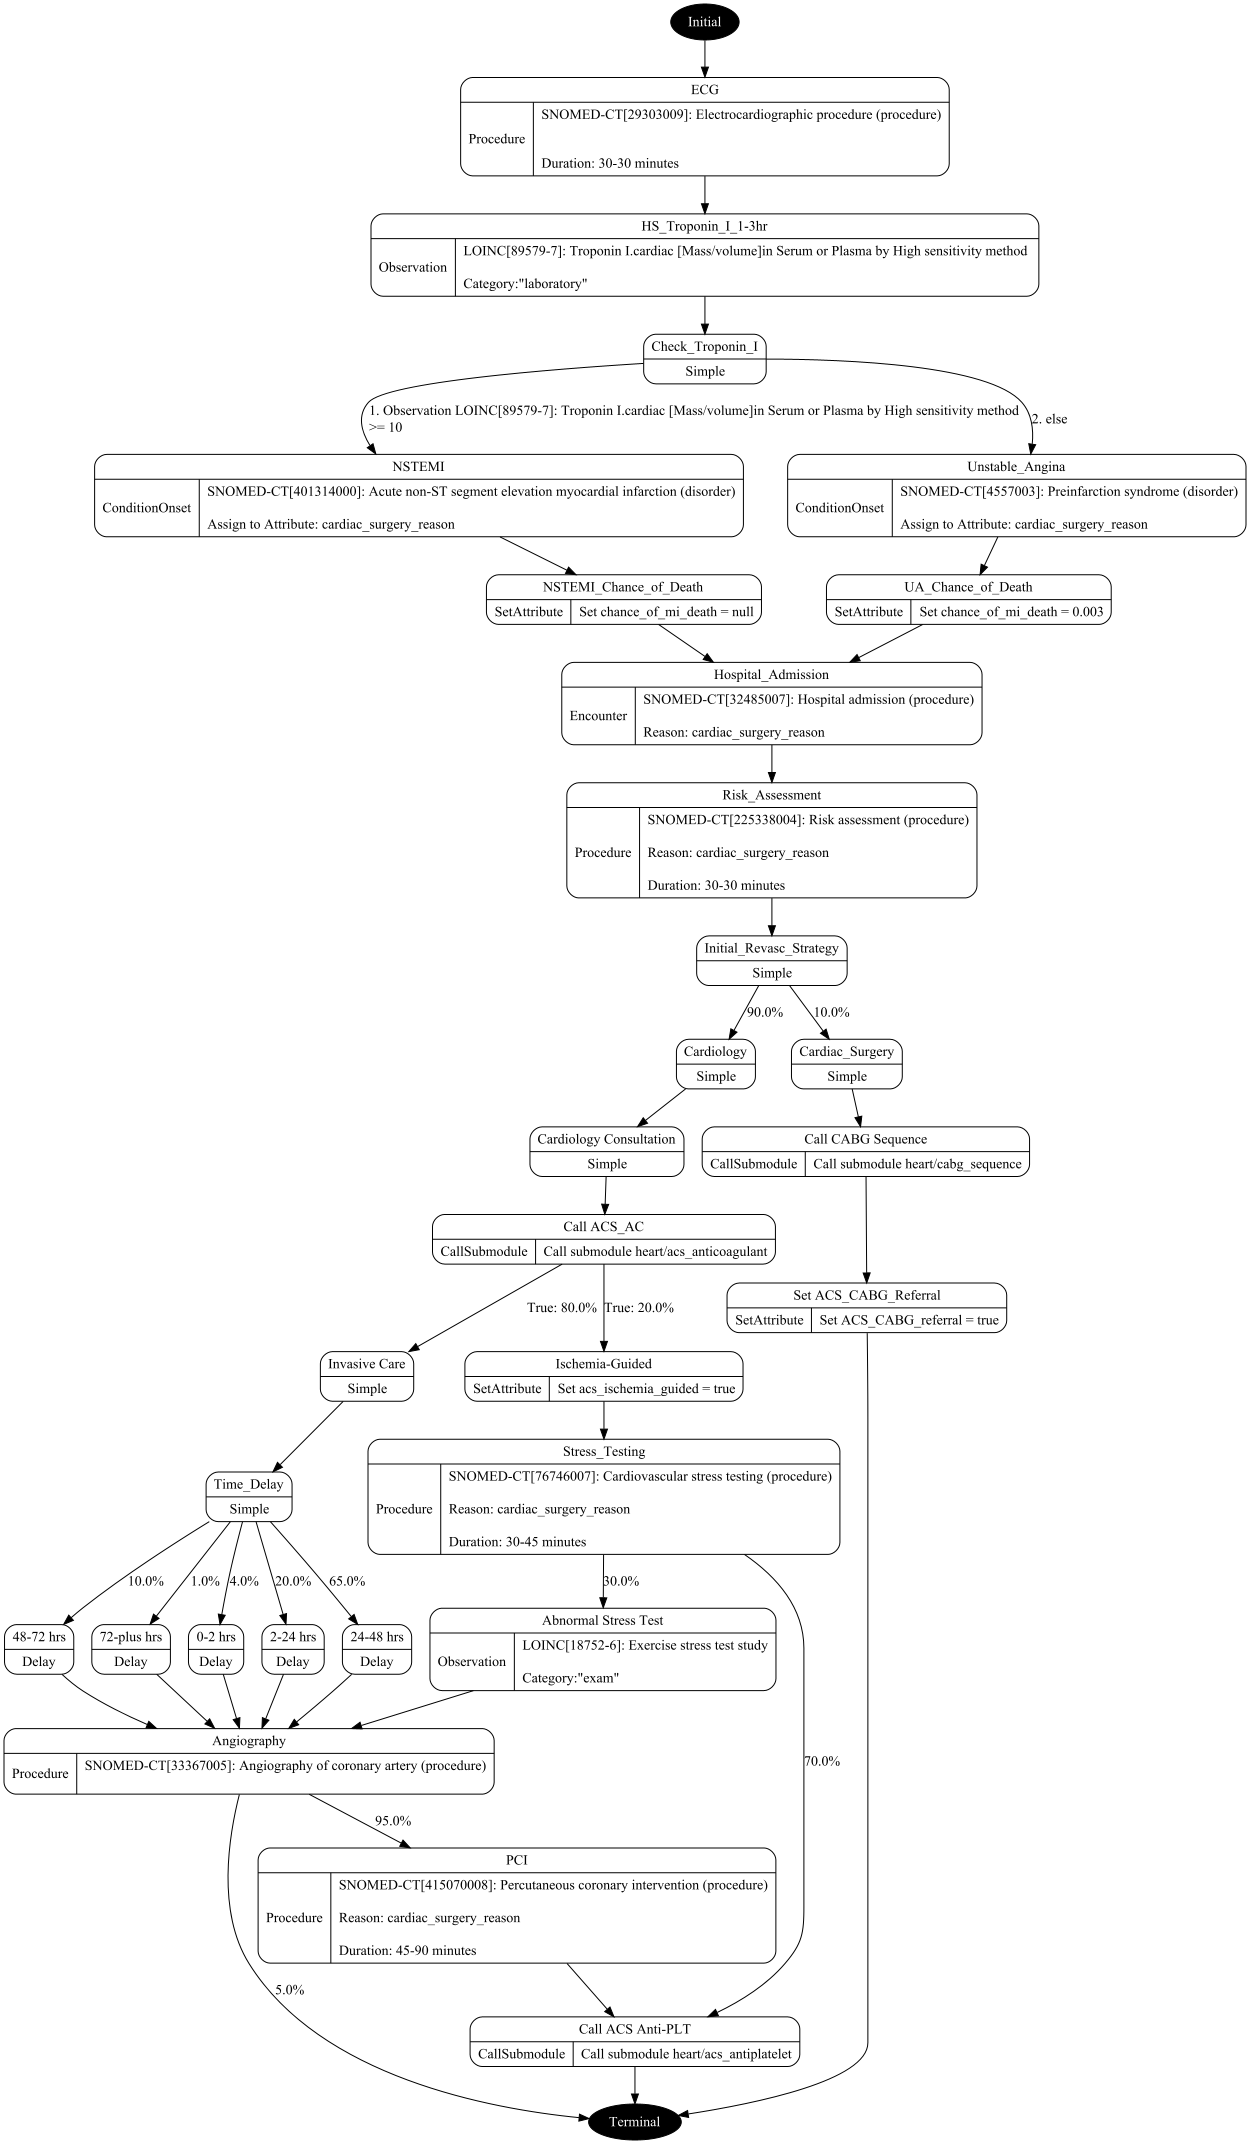 Initial
ECG
Procedure
SNOMED-CT[29303009]: Electrocardiographic procedure (procedure)
Duration: 30-30 minutes
HS_Troponin_I_1-3hr
Observation
LOINC[89579-7]: Troponin I.cardiac [Mass/volume]in Serum or Plasma by High sensitivity method
Category:"laboratory"
Check_Troponin_I
Simple
1. Observation LOINC[89579-7]: Troponin I.cardiac [Mass/volume]in Serum or Plasma by High sensitivity method
>= 10
2. else
NSTEMI
ConditionOnset
SNOMED-CT[401314000]: Acute non-ST segment elevation myocardial infarction (disorder)
Assign to Attribute: cardiac_surgery_reason
Unstable_Angina
ConditionOnset
SNOMED-CT[4557003]: Preinfarction syndrome (disorder)
Assign to Attribute: cardiac_surgery_reason
NSTEMI_Chance_of_Death
SetAttribute
Set chance_of_mi_death = null
UA_Chance_of_Death
SetAttribute
Set chance_of_mi_death = 0.003
Hospital_Admission
Encounter
SNOMED-CT[32485007]: Hospital admission (procedure)
Reason: cardiac_surgery_reason
Risk_Assessment
Procedure
SNOMED-CT[225338004]: Risk assessment (procedure)
Reason: cardiac_surgery_reason
Duration: 30-30 minutes
Initial_Revasc_Strategy
Simple
90.0%
10.0%
Cardiology
Simple
Cardiac_Surgery
Simple
Cardiology Consultation
Simple
Call CABG Sequence
CallSubmodule
Call submodule heart/cabg_sequence
Call ACS_AC
CallSubmodule
Call submodule heart/acs_anticoagulant
True: 80.0%
True: 20.0%
Set ACS_CABG_Referral
SetAttribute
Set ACS_CABG_referral = true
Invasive Care
Simple
Ischemia-Guided
SetAttribute
Set acs_ischemia_guided = true
Stress_Testing
Procedure
SNOMED-CT[76746007]: Cardiovascular stress testing (procedure)
Reason: cardiac_surgery_reason
Duration: 30-45 minutes
Time_Delay
Simple
10.0%
1.0%
4.0%
20.0%
65.0%
30.0%
48-72 hrs
Delay
72-plus hrs
Delay
0-2 hrs
Delay
2-24 hrs
Delay
24-48 hrs
Delay
Abnormal Stress Test
Observation
LOINC[18752-6]: Exercise stress test study
Category:"exam"
Angiography
Procedure
SNOMED-CT[33367005]: Angiography of coronary artery (procedure)
70.0%
95.0%
PCI
Procedure
SNOMED-CT[415070008]: Percutaneous coronary intervention (procedure)
Reason: cardiac_surgery_reason
Duration: 45-90 minutes
5.0%
Call ACS Anti-PLT
CallSubmodule
Call submodule heart/acs_antiplatelet
Terminal